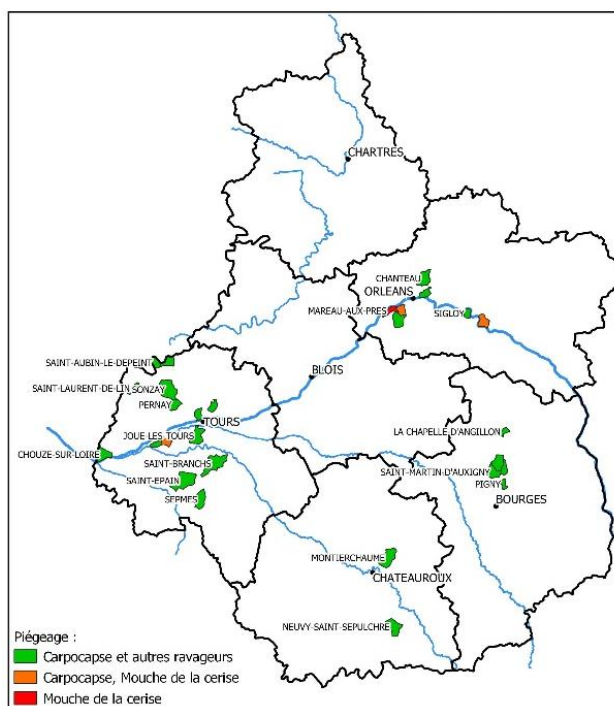 CHARTRES
CHANTEAU
ORLEANS
MAREAU-AUX-PRES
SIGLOY
SAINT-AUBIN-LE-DEPEINT
BLOIS
SAINT-LAURENT-DE-LIN
SONZAY
PERNAY
TOURS
JOUE LES TOURS
LA CHAPELLE D'ANGILLON
CHOUZE-SUR-LOIRE
SAINT-BRANCHS
SAINT-MARTIN-D'AUXIGNY
SAINT-EPAIN
PIGNY
SEPMES
BOURGES
MONTIERCHAUME
CHATEAUROUX
NEUVY-SAINT-SEPULCHRE
Piégeage :
Carpocapse et autres ravageurs
Carpocapse, Mouche de la cerise
Mouche de la cerise